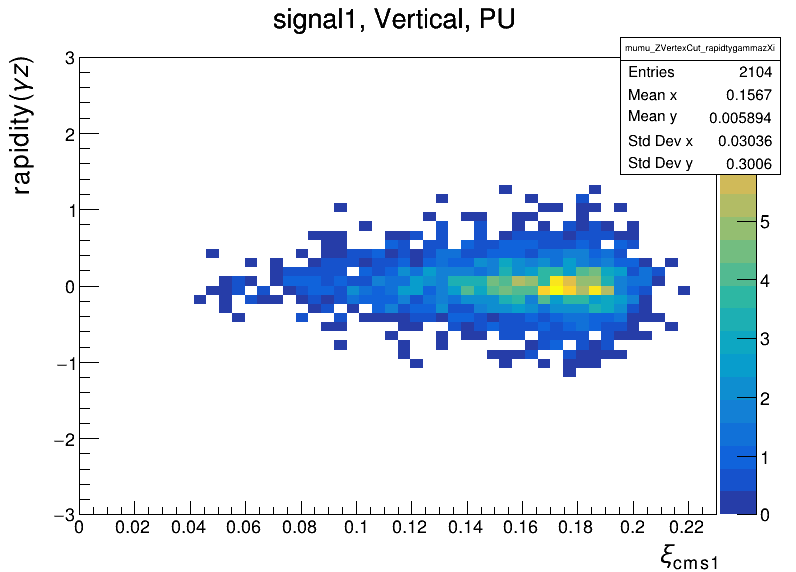 signal1, Vertical, PU
mumu_ZVertexCut_rapidtygammazXi
Entries 2104
Mean x 0.1567
Mean y 0.005894
Std Dev x 0.03036
Std Dev y 0.3006
rapidity(γz)
3
2
1
0
−1
−2
−3
0 0.02 0.04 0.06 0.08 0.1 0.12 0.14 0.16 0.18 0.2 0.22
ξcms1
5
4
3
2
1
0